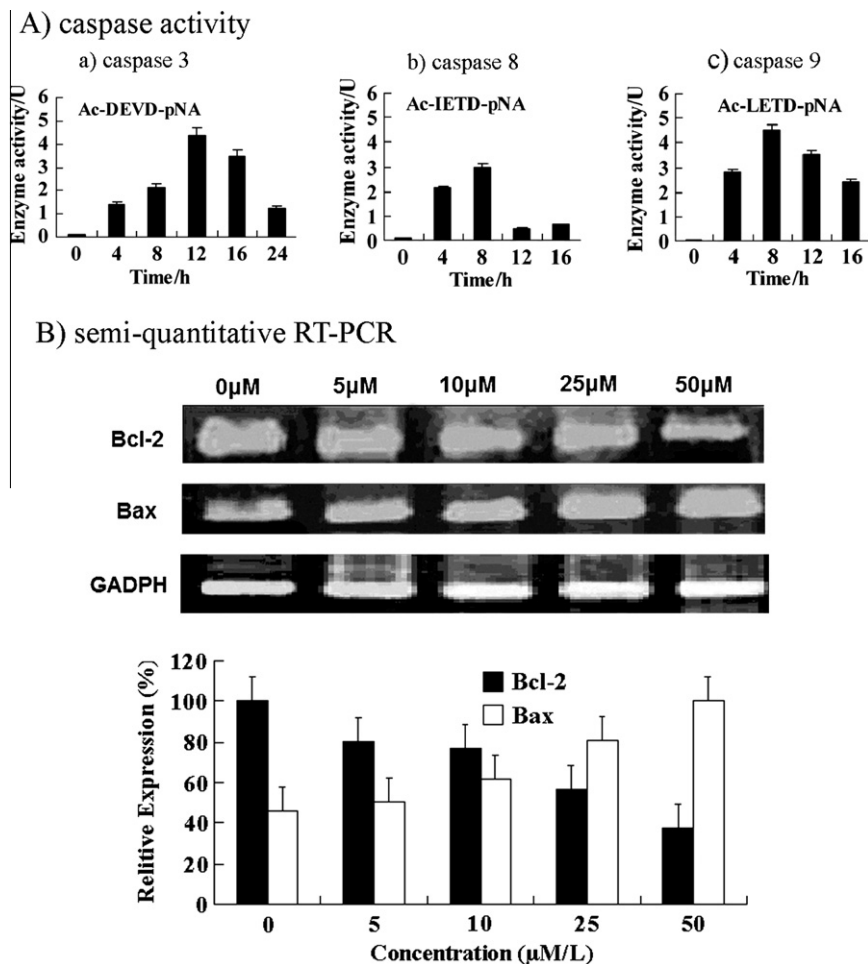 A) caspase activity
a) caspase 3
b) caspase 8
c) caspase 9
Ac-DEVD-pNA
Enzyme activity/U
6
5
4
3
2
1
0
0 4 8 12 16 24
Time/h
Ac-IETD-pNA
Enzyme activity/U
6
5
4
3
2
1
0
0 4 8 12 16
Time/h
Ac-LETD-pNA
Enzyme activity/U
6
5
4
3
2
1
0
0 4 8 12 16
Time/h
B) semi-quantitative RT-PCR
0μM 5μM 10μM 25μM 50μM
Bcl-2
Bax
GADPH
Relitive Expression (%)
120
100
80
60
40
20
0
Bcl-2
Bax
0 5 10 25 50
Concentration (μM/L)